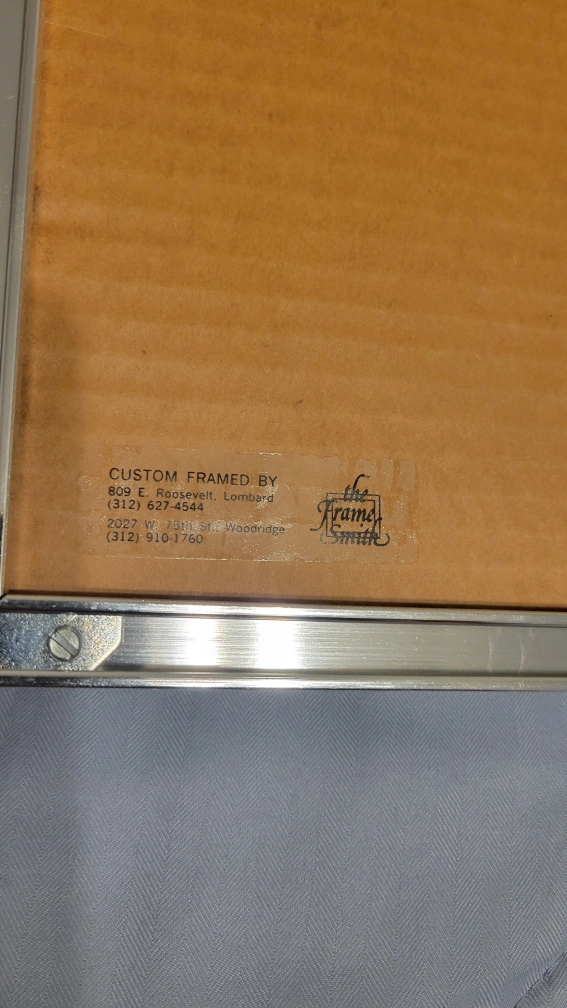 CUSTOM FRAMED BY
809 E. Roosevelt, Lombard
(312) 627-4544
2027 W. 75th St., Woodridge
(312) 910-1760
the
Frame
Smith